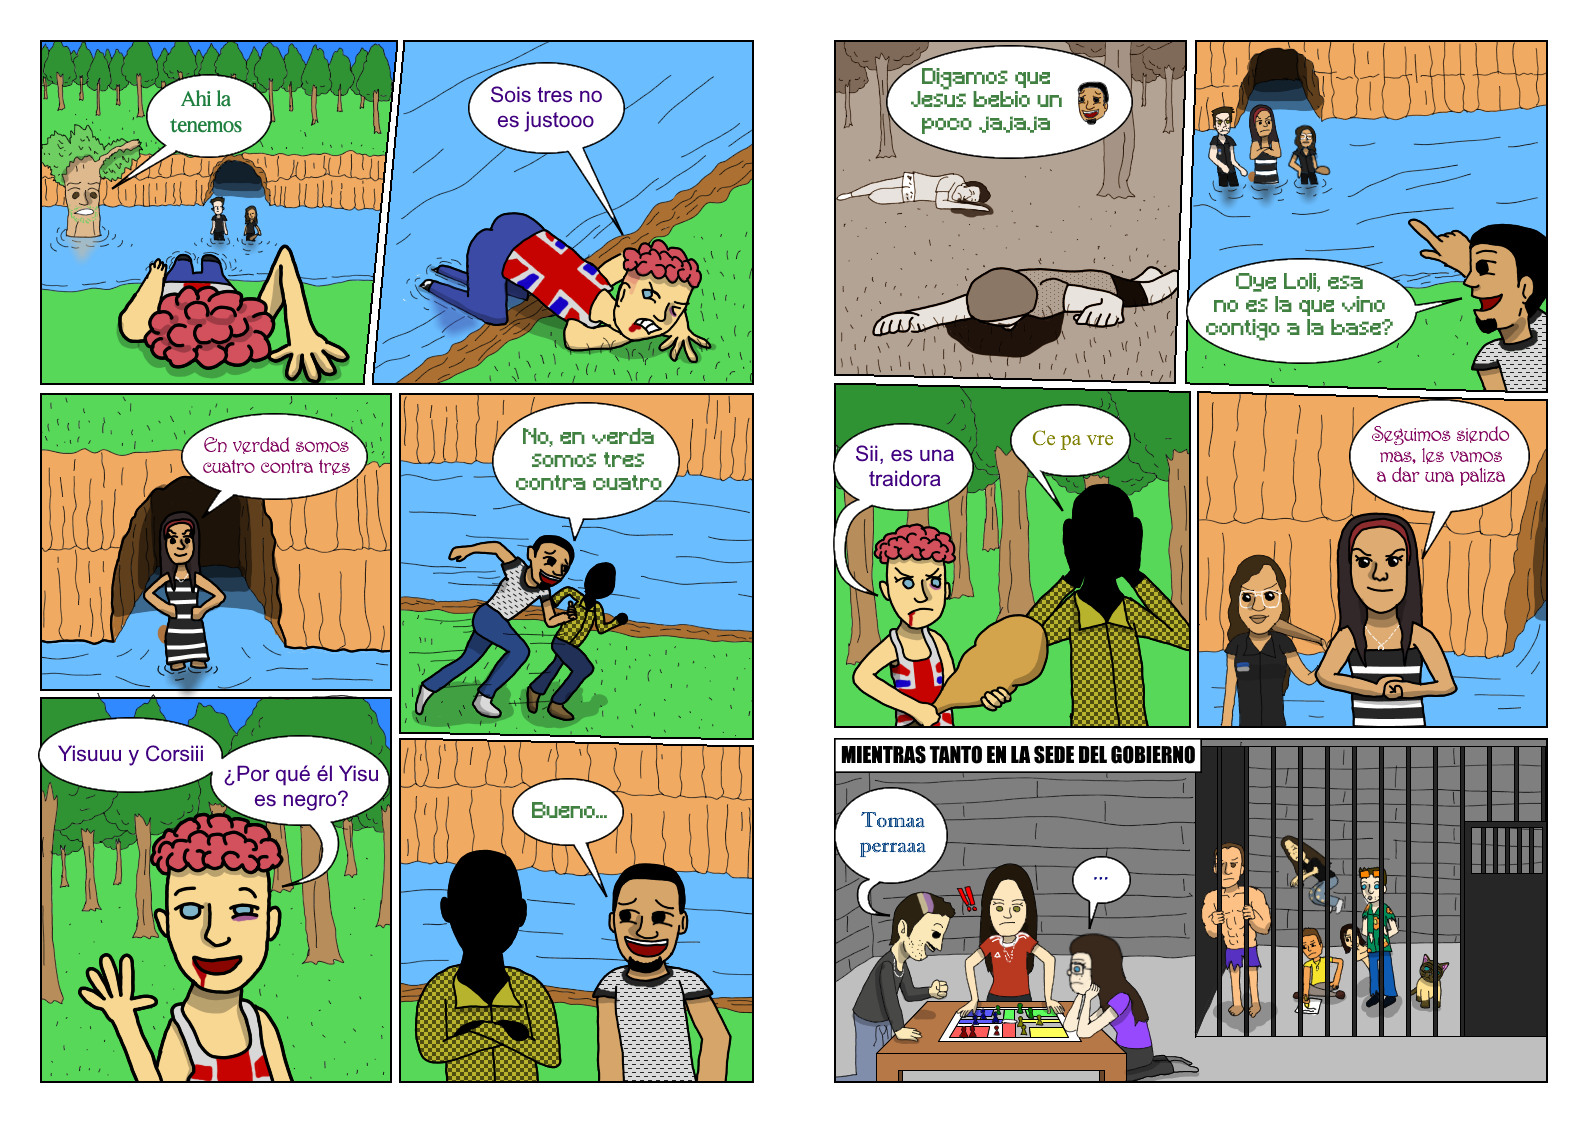 Ahi la
tenemos
Sois tres no
es justooo
En verdad somos
cuatro contra tres
No, en verda
somos tres
contra cuatro
Yisuuu y Corsiii
¿Por qué él Yisu
es negro?
Bueno...
Digamos que
Jesus bebio un
poco ja,ja,ja
Oye Loli, esa
no es la que vino
contigo a la base?
Sii, es una
traidora
Ce pa vre
Seguimos siendo
mas, les vamos
a dar una paliza
MIENTRAS TANTO EN LA SEDE DEL GOBIERNO
Tomaa
perraaa
!!
...